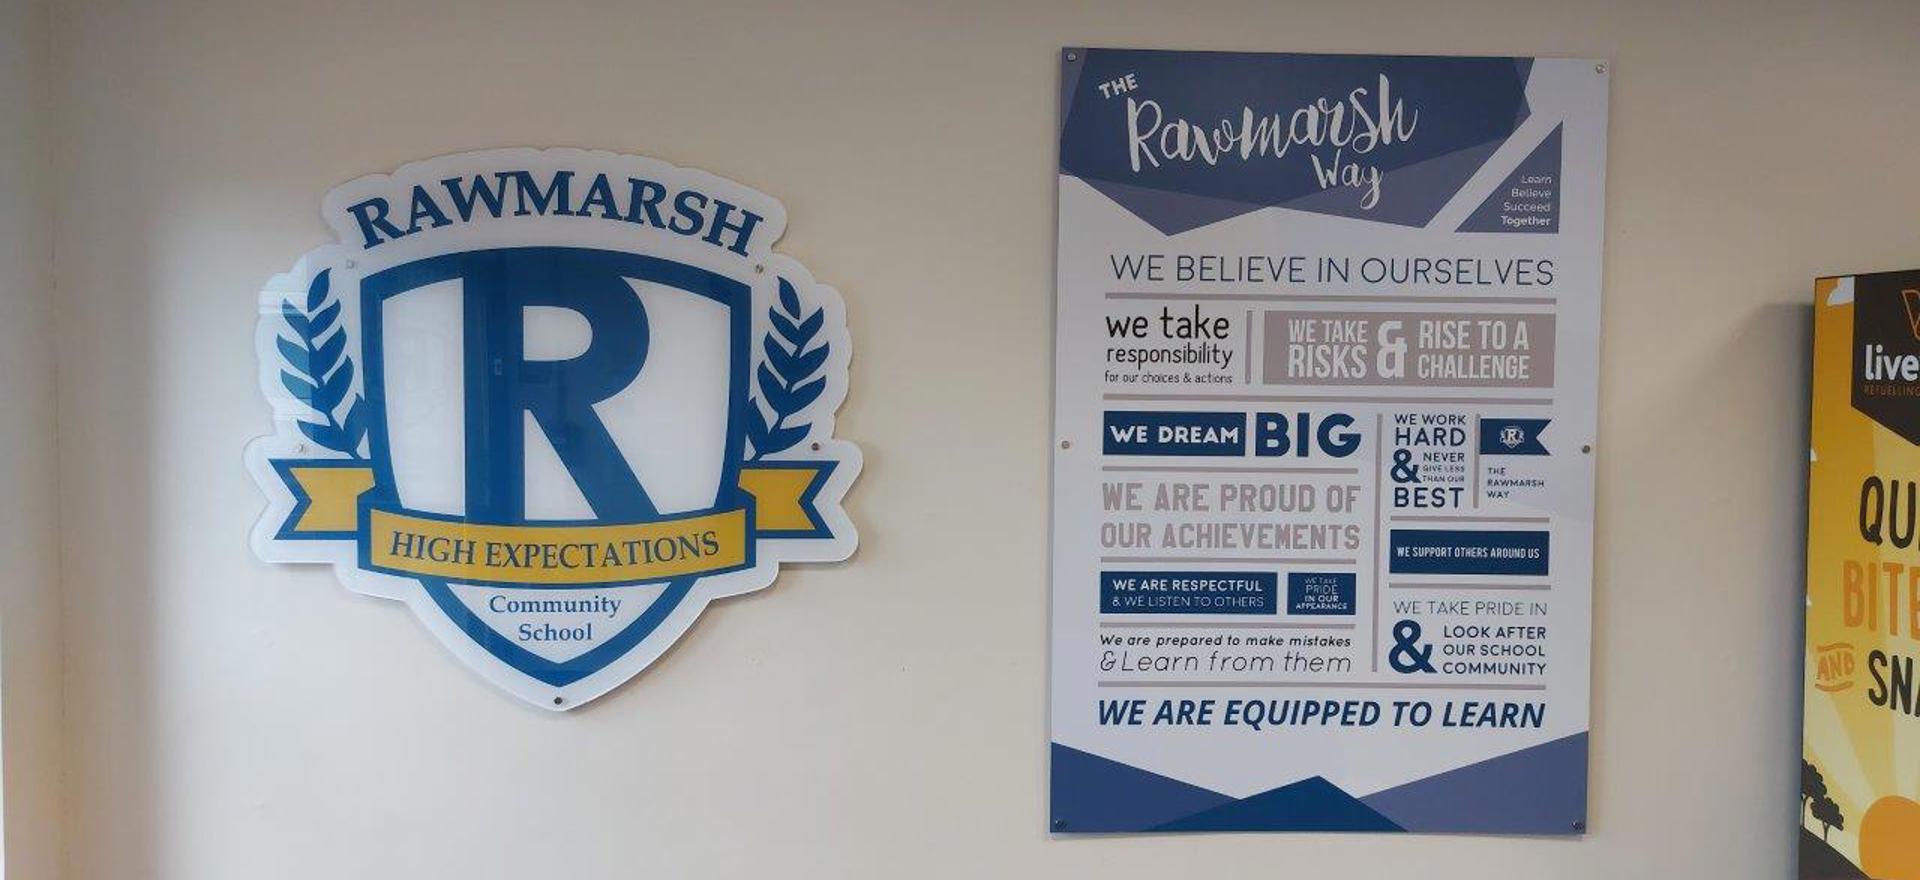 RAWMARSH
R
HIGH EXPECTATIONS
Community
School
THE
Rawmarsh
Way
Learn
Believe
Succeed
Together
WE BELIEVE IN OURSELVES
we take
responsibility
for our choices & actions
WE TAKE
RISKS
&
RISE TO A
CHALLENGE
WE DREAM BIG
WE ARE PROUD OF
OUR ACHIEVEMENTS
WE ARE RESPECTFUL
& WE LISTEN TO OTHERS
WE TAKE
PRIDE
IN OUR
APPEARANCE
We are prepared to make mistakes
& Learn from them
WE WORK
HARD
& NEVER
GIVE LESS
THAN OUR
BEST
R
THE
RAWMARSH
WAY
WE SUPPORT OTHERS AROUND US
WE TAKE PRIDE IN
& LOOK AFTER
OUR SCHOOL
COMMUNITY
WE ARE EQUIPPED TO LEARN
live
REFUELLING
QU
BITE
AND
SNA